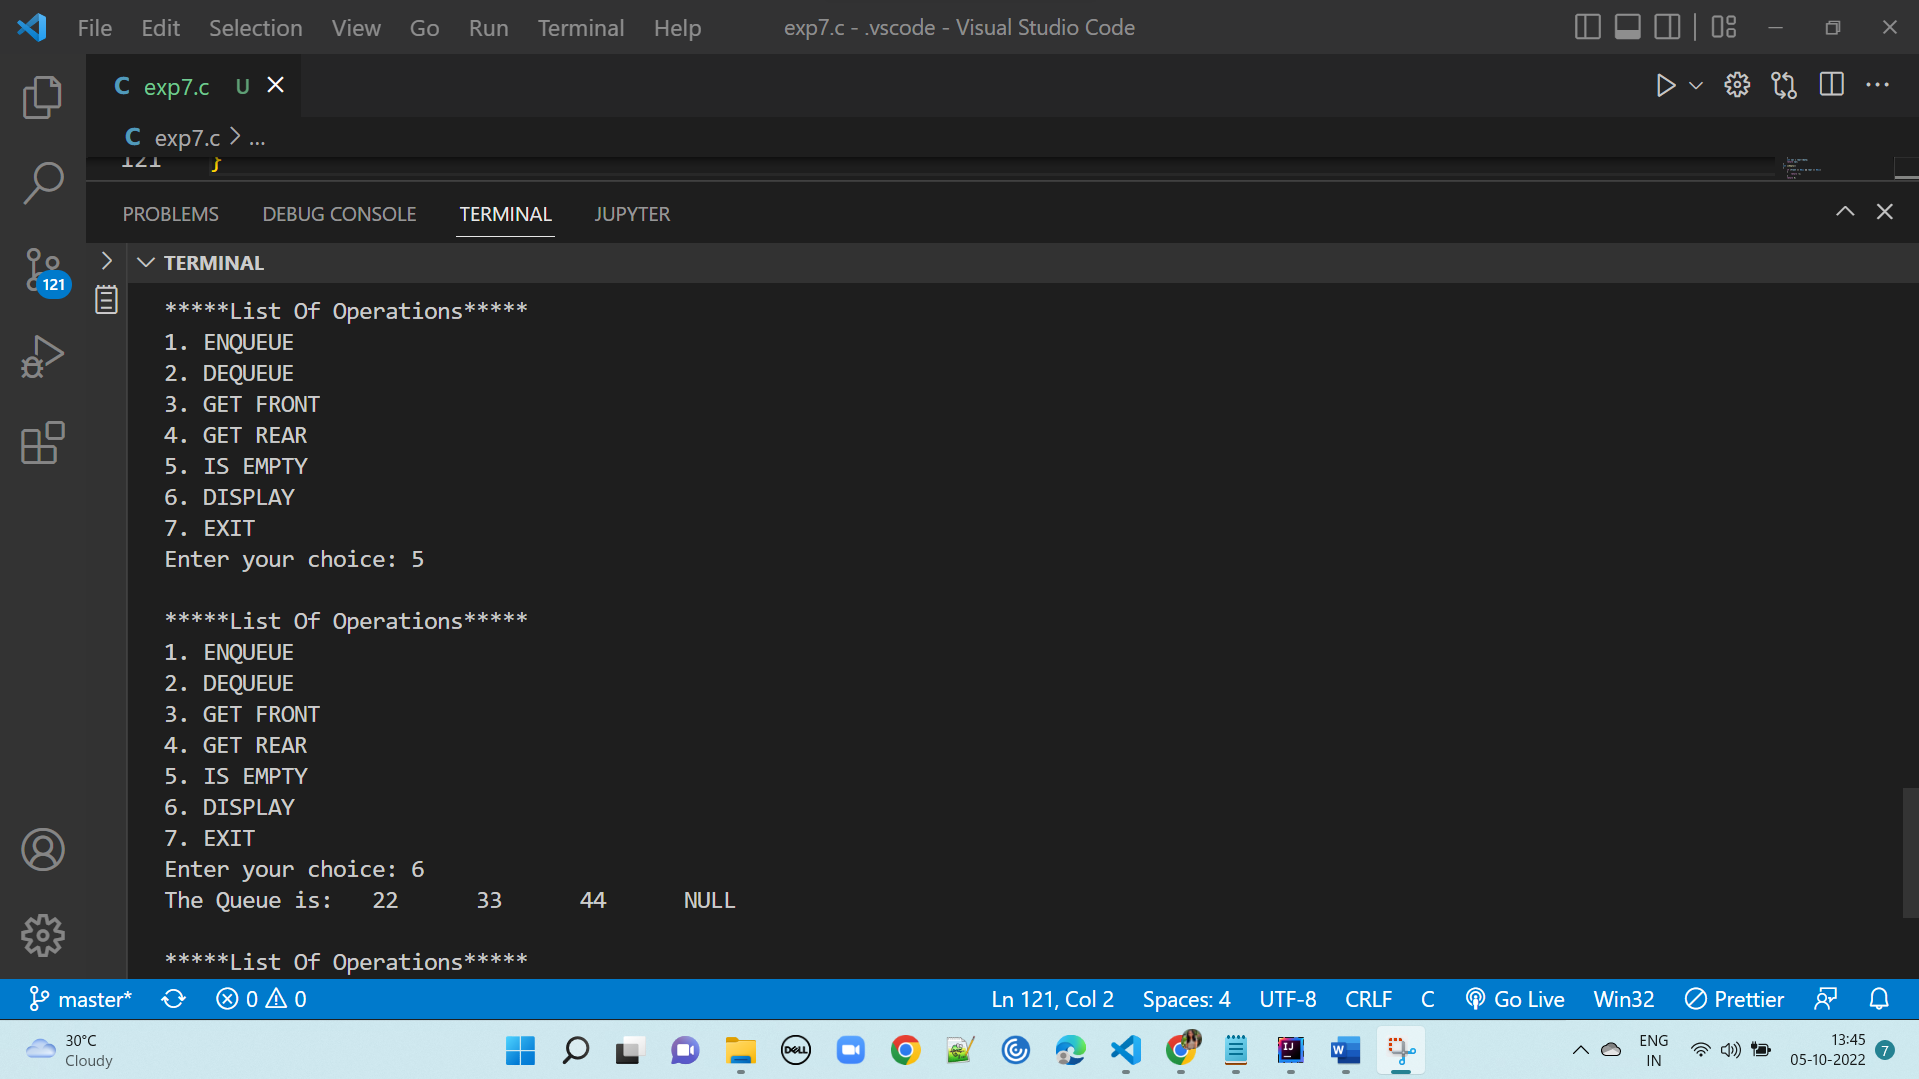 File Edit Selection View Go Run Terminal Help exp7.c - .vscode - Visual Studio Code
C exp7.c U
C exp7.c > ...
121 }
PROBLEMS DEBUG CONSOLE TERMINAL JUPYTER
TERMINAL
121
*****List Of Operations*****
1. ENQUEUE
2. DEQUEUE
3. GET FRONT
4. GET REAR
5. IS EMPTY
6. DISPLAY
7. EXIT
Enter your choice: 5
*****List Of Operations*****
1. ENQUEUE
2. DEQUEUE
3. GET FRONT
4. GET REAR
5. IS EMPTY
6. DISPLAY
7. EXIT
Enter your choice: 6
The Queue is: 22 33 44 NULL
*****List Of Operations*****
master* 0 0 Ln 121, Col 2 Spaces: 4 UTF-8 CRLF C Go Live Win32 Prettier
30°C
Cloudy
DELL
IJ
W
ENG
IN
13:45
05-10-2022
7